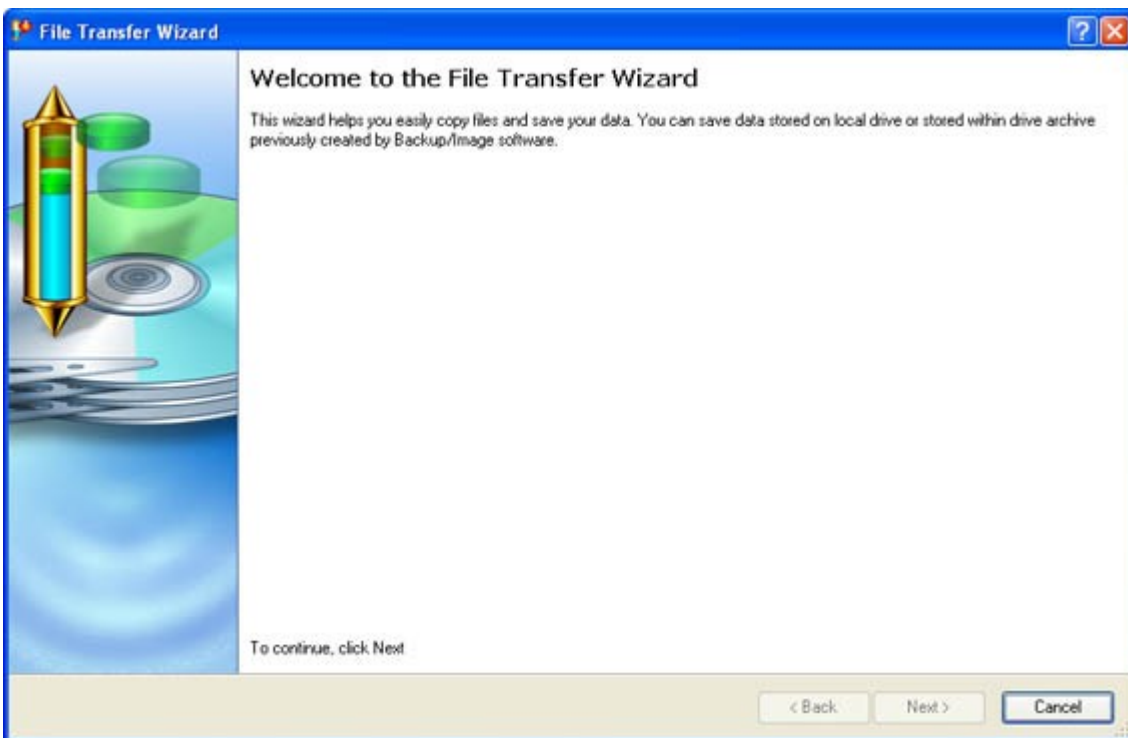 File Transfer Wizard
Welcome to the File Transfer Wizard
This wizard helps you easily copy files and save your data. You can save data stored on local drive or stored within drive archive
previously created by Backup/Image software.
To continue, click Next
< Back
Next >
Cancel